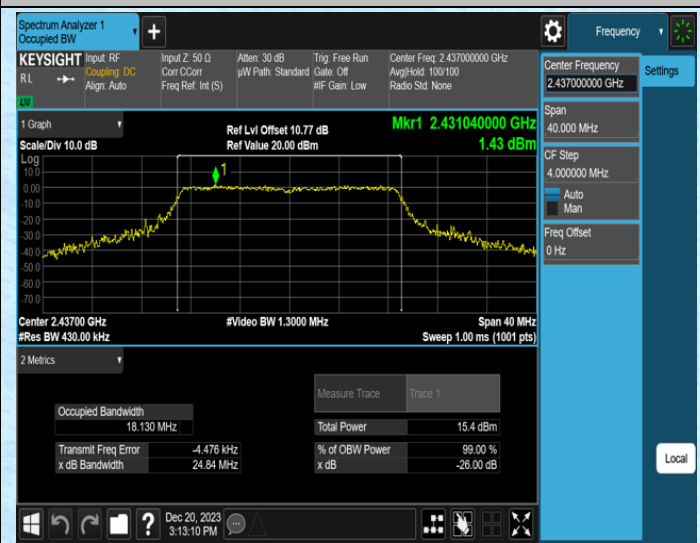 Spectrum Analyzer 1
Occupied BW
Frequency
KEYSIGHT
Input: RF
Coupling: DC
Align: Auto
R L
LXI
Input Z: 50 Ω
Corr CCorr
Freq Ref: Int (S)
Atten: 30 dB
µW Path: Standard
Trig: Free Run
Gate: Off
#IF Gain: Low
Center Freq: 2.437000000 GHz
Avg|Hold: 100/100
Radio Std: None
Center Frequency
2.437000000 GHz
Settings
Span
40.000 MHz
CF Step
4.000000 MHz
Auto
Man
Freq Offset
0 Hz
Local
1 Graph
Scale/Div 10.0 dB
Ref Lvl Offset 10.77 dB
Ref Value 20.00 dBm
Mkr1 2.431040000 GHz
1.43 dBm
Log
10.0
0.00
-10.0
-20.0
-30.0
-40.0
-50.0
-60.0
-70.0
1
Center 2.43700 GHz
#Video BW 1.3000 MHz
Span 40 MHz
#Res BW 430.00 kHz
Sweep 1.00 ms (1001 pts)
2 Metrics
Measure Trace
Trace 1
Occupied Bandwidth
18.130 MHz
Total Power
15.4 dBm
Transmit Freq Error
-4.476 kHz
% of OBW Power
99.00 %
x dB Bandwidth
24.84 MHz
x dB
-26.00 dB
?
Dec 20, 2023
3:13:10 PM